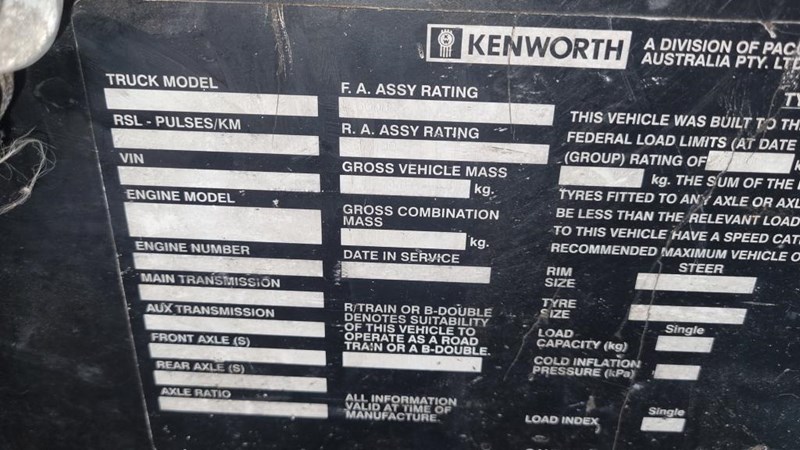 KENWORTH
A DIVISION OF PAC
AUSTRALIA PTY. LTD
TRUCK MODEL
RSL - PULSES/KM
VIN
ENGINE MODEL
ENGINE NUMBER
MAIN TRANSMISSION
AUX TRANSMISSION
FRONT AXLE (S)
REAR AXLE (S)
AXLE RATIO
F. A. ASSY RATING
R. A. ASSY RATING
GROSS VEHICLE MASS
kg.
GROSS COMBINATION
MASS
kg.
DATE IN SERVICE
R/TRAIN OR B-DOUBLE
DENOTES SUITABILITY
OF THIS VEHICLE TO
OPERATE AS A ROAD
TRAIN OR A B-DOUBLE.
ALL INFORMATION
VALID AT TIME OF
MANUFACTURE.
TY
THIS VEHICLE WAS BUILT TO TH
FEDERAL LOAD LIMITS (AT DATE
(GROUP) RATING OF k
kg. THE SUM OF THE
TYRES FITTED TO ANY AXLE OR AXL
BE LESS THAN THE RELEVANT LOAD
TO THIS VEHICLE HAVE A SPEED CAT
RECOMMENDED MAXIMUM VEHICLE O
STEER
RIM
SIZE
TYRE
SIZE
Single
LOAD
CAPACITY (kg)
COLD INFLATION
PRESSURE (kPa)
Single
LOAD INDEX